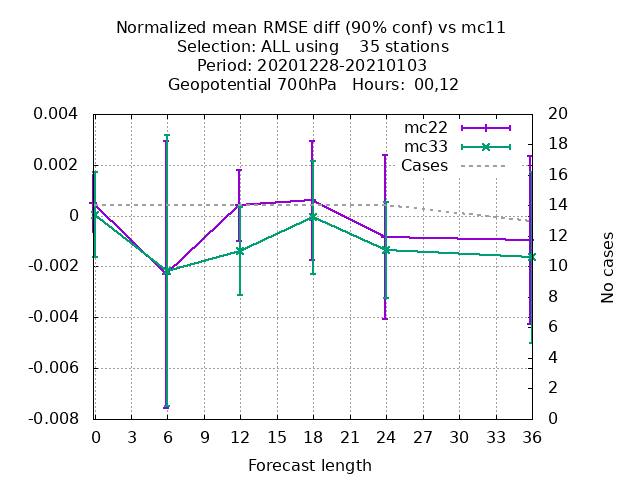 Normalized mean RMSE diff (90% conf) vs mc11
Selection: ALL using    35 stations
Period: 20201228-20210103
Geopotential 700hPa   Hours:  00,12
0.004
0.002
0
-0.002
-0.004
-0.006
-0.008
mc22
mc33
Cases
20
18
16
14
12
10
8
6
4
2
0
No cases
0 3 6 9 12 15 18 21 24 27 30 33 36
Forecast length